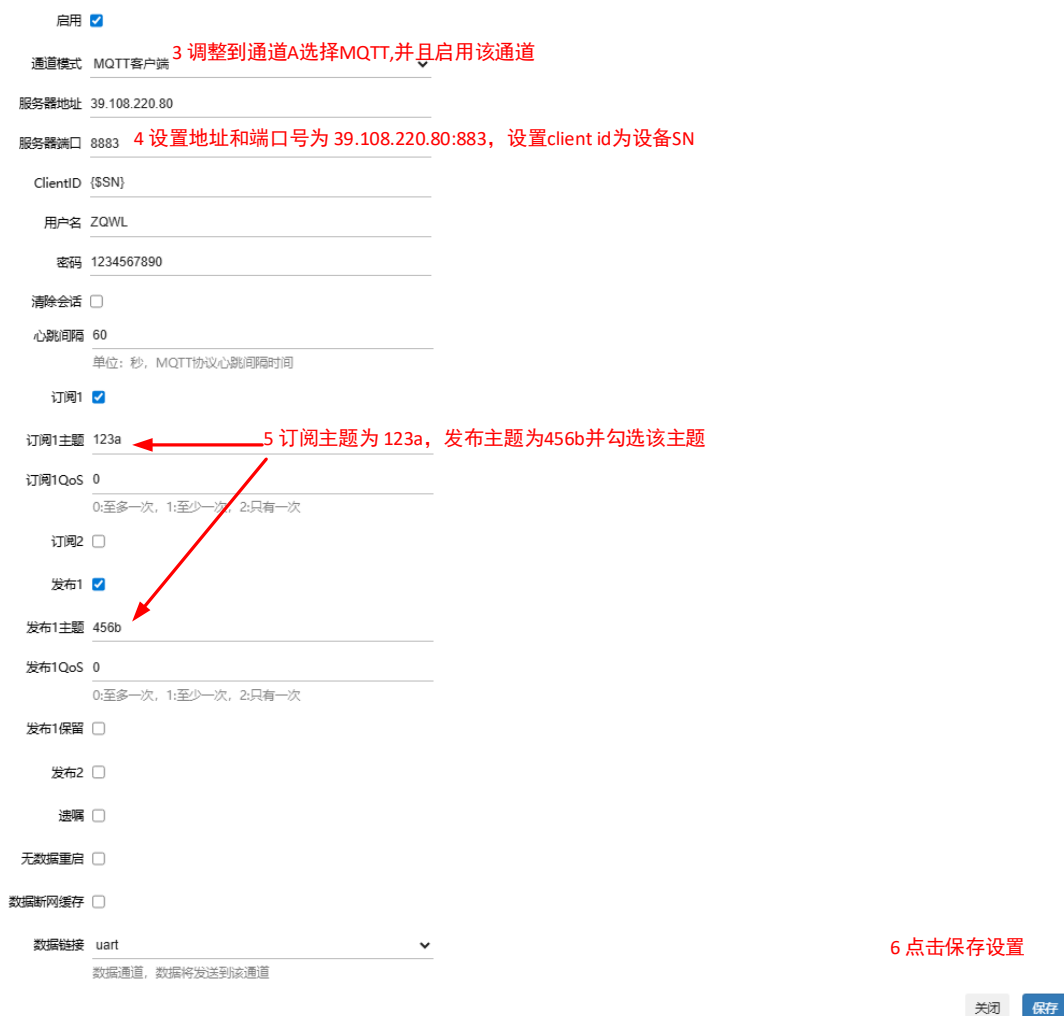 启用
3 调整到通道A选择MQTT,并且启用该通道
通道模式 MQTT客户端
服务器地址 39.108.220.80
服务器端口 8883 4 设置地址和端口号为 39.108.220.80:883，设置client id为设备SN
ClientID {$SN}
用户名 ZQWL
密码 1234567890
清除会话
心跳间隔 60
单位：秒，MQTT协议心跳间隔时间
订阅1
订阅1主题 123a 5 订阅主题为 123a，发布主题为456b并勾选该主题
订阅1QoS 0
0:至多一次，1:至少一次，2:只有一次
订阅2
发布1
发布1主题 456b
发布1QoS 0
0:至多一次，1:至少一次，2:只有一次
发布1保留
发布2
遗嘱
无数据重启
数据断网缓存
数据链接 uart 6 点击保存设置
数据通道，数据将发送到该通道
关闭 保存